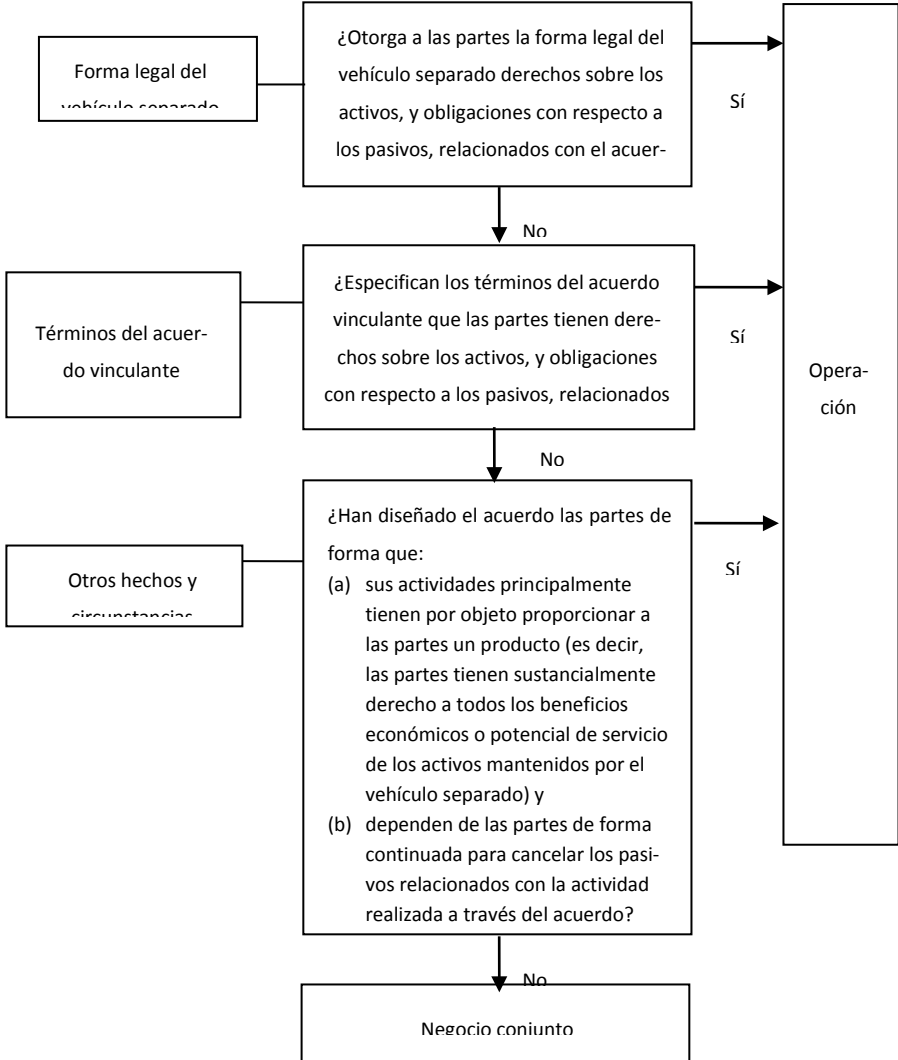 Forma legal del
vehículo separado
¿Otorga a las partes la forma legal del
vehículo separado derechos sobre los
activos, y obligaciones con respecto a
los pasivos, relacionados con el acuer-
Sí
No
Términos del acuer-
do vinculante
¿Especifican los términos del acuerdo
vinculante que las partes tienen dere-
chos sobre los activos, y obligaciones
con respecto a los pasivos, relacionados
Sí
Opera-
ción
No
Otros hechos y
circunstancias
¿Han diseñado el acuerdo las partes de
forma que:
(a) sus actividades principalmente
tienen por objeto proporcionar a
las partes un producto (es decir,
las partes tienen sustancialmente
derecho a todos los beneficios
económicos o potencial de servicio
de los activos mantenidos por el
vehículo separado) y
(b) dependen de las partes de forma
continuada para cancelar los pasi-
vos relacionados con la actividad
realizada a través del acuerdo?
Sí
No
Negocio conjunto